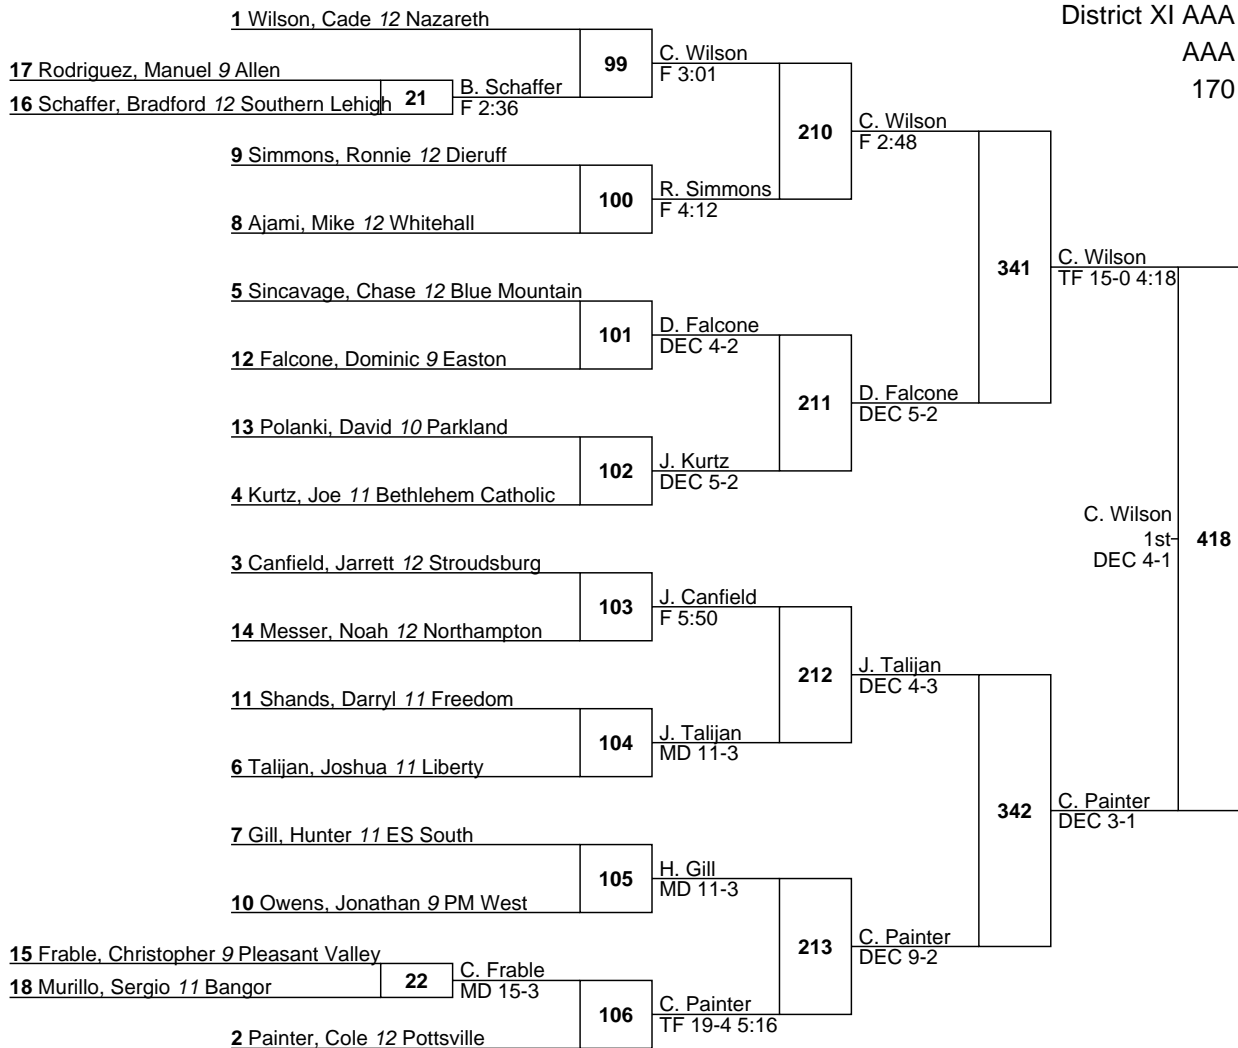 District XI AAA
AAA
170
1 Wilson, Cade 12 Nazareth
99
C. Wilson
F 3:01
17 Rodriguez, Manuel 9 Allen
16 Schaffer, Bradford 12 Southern Lehigh
21
B. Schaffer
F 2:36
210
C. Wilson
F 2:48
9 Simmons, Ronnie 12 Dieruff
8 Ajami, Mike 12 Whitehall
100
R. Simmons
F 4:12
341
C. Wilson
TF 15-0 4:18
5 Sincavage, Chase 12 Blue Mountain
12 Falcone, Dominic 9 Easton
101
D. Falcone
DEC 4-2
211
D. Falcone
DEC 5-2
13 Polanki, David 10 Parkland
4 Kurtz, Joe 11 Bethlehem Catholic
102
J. Kurtz
DEC 5-2
C. Wilson
1st
DEC 4-1
418
3 Canfield, Jarrett 12 Stroudsburg
14 Messer, Noah 12 Northampton
103
J. Canfield
F 5:50
212
J. Talijan
DEC 4-3
11 Shands, Darryl 11 Freedom
6 Talijan, Joshua 11 Liberty
104
J. Talijan
MD 11-3
342
C. Painter
DEC 3-1
7 Gill, Hunter 11 ES South
10 Owens, Jonathan 9 PM West
105
H. Gill
MD 11-3
213
C. Painter
DEC 9-2
15 Frable, Christopher 9 Pleasant Valley
18 Murillo, Sergio 11 Bangor
22
C. Frable
MD 15-3
106
C. Painter
TF 19-4 5:16
2 Painter, Cole 12 Pottsville